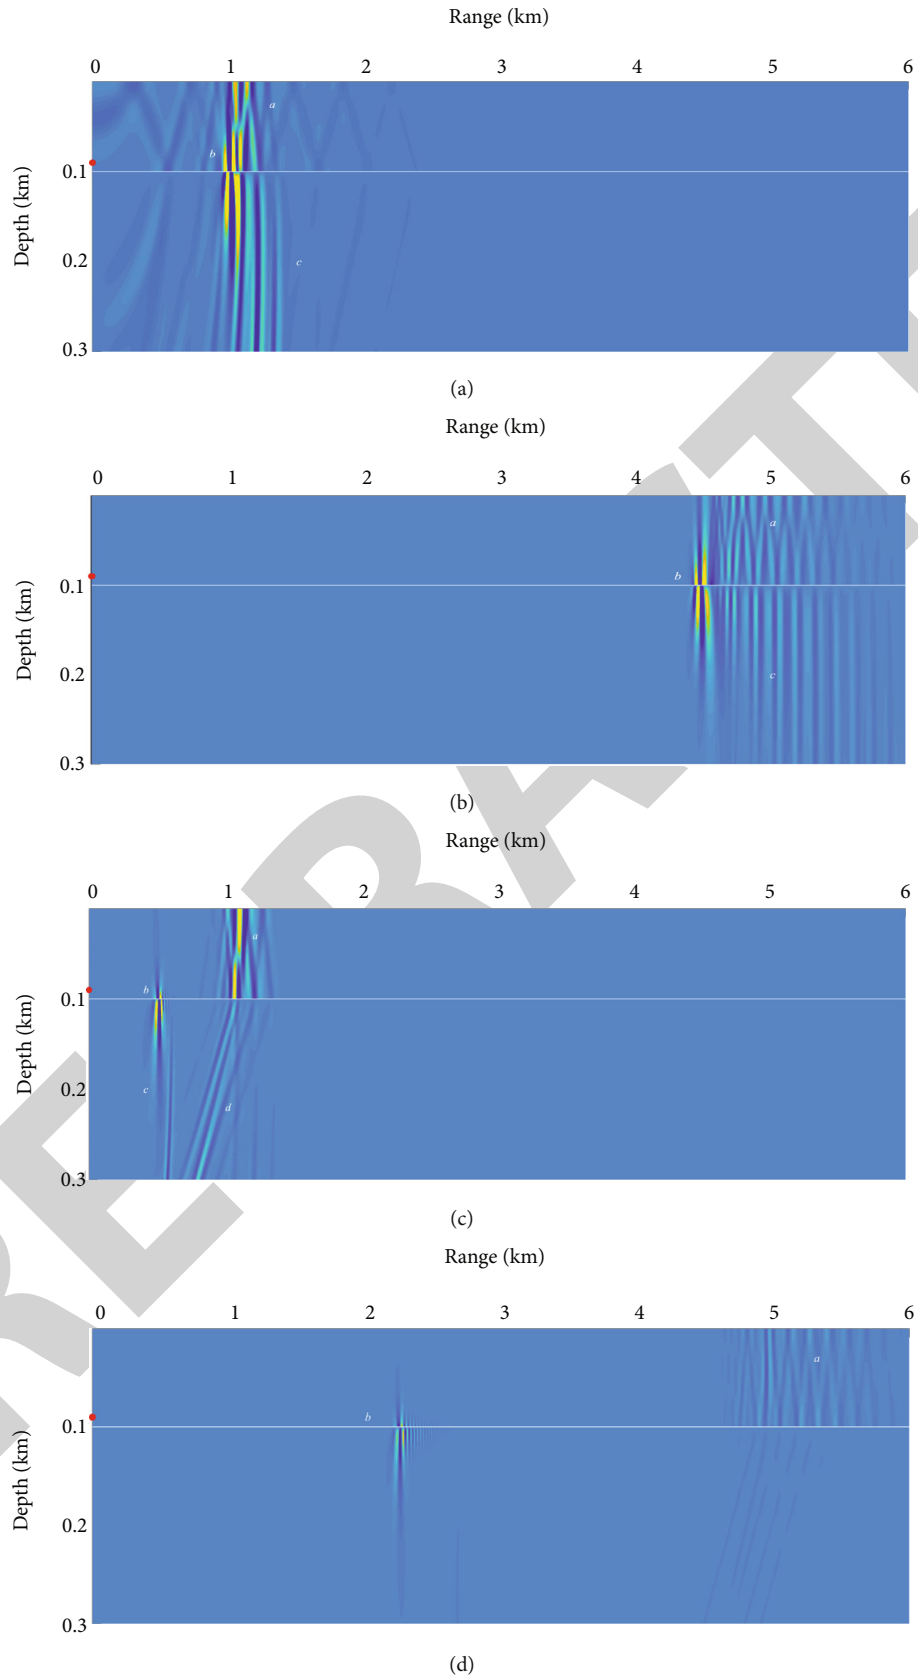 Range (km)
0 1 2 3 4 5 6
a
b
0.1
Depth (km)
0.2
c
0.3
(a)
Range (km)
0 1 2 3 4 5 6
a
b
0.1
Depth (km)
0.2
c
0.3
(b)
Range (km)
0 1 2 3 4 5 6
a
b
0.1
Depth (km)
0.2
c
d
0.3
(c)
Range (km)
0 1 2 3 4 5 6
a
b
0.1
Depth (km)
0.2
0.3
(d)